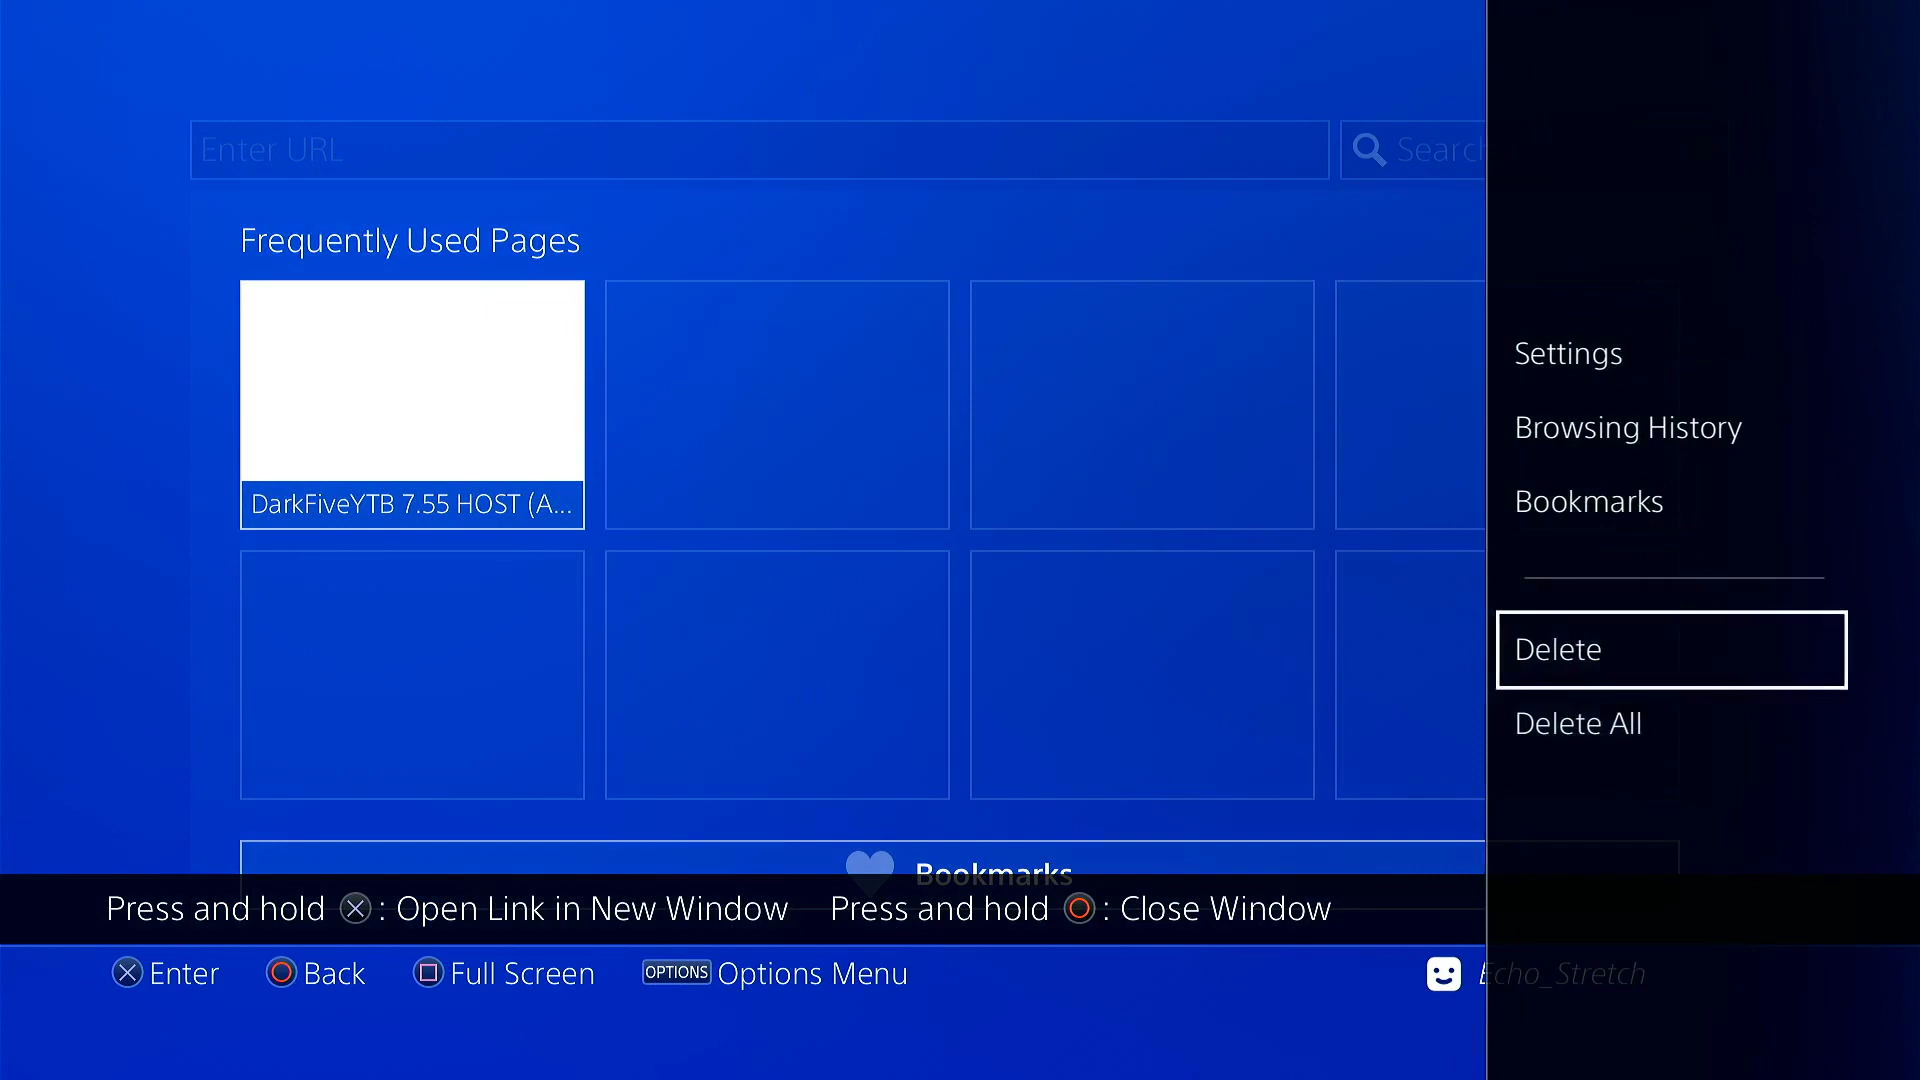 Enter URL
Search
Frequently Used Pages
DarkFiveYTB 7.55 HOST (A...
Bookmarks
Settings
Browsing History
Bookmarks
Delete
Delete All
Press and hold : Open Link in New Window Press and hold : Close Window
Enter Back Full Screen OPTIONS Options Menu
Echo_Stretch